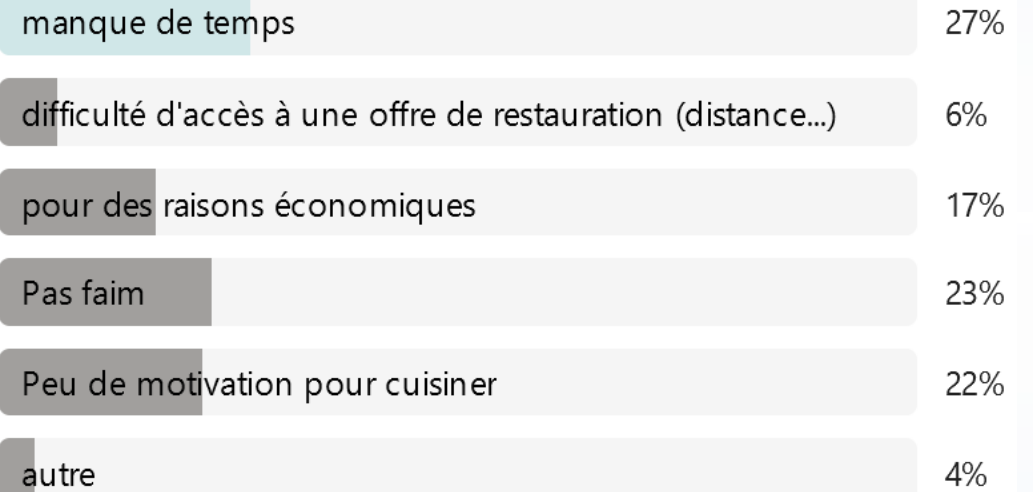 manque de temps 27%
difficulté d'accès à une offre de restauration (distance...) 6%
pour des raisons économiques 17%
Pas faim 23%
Peu de motivation pour cuisiner 22%
autre 4%